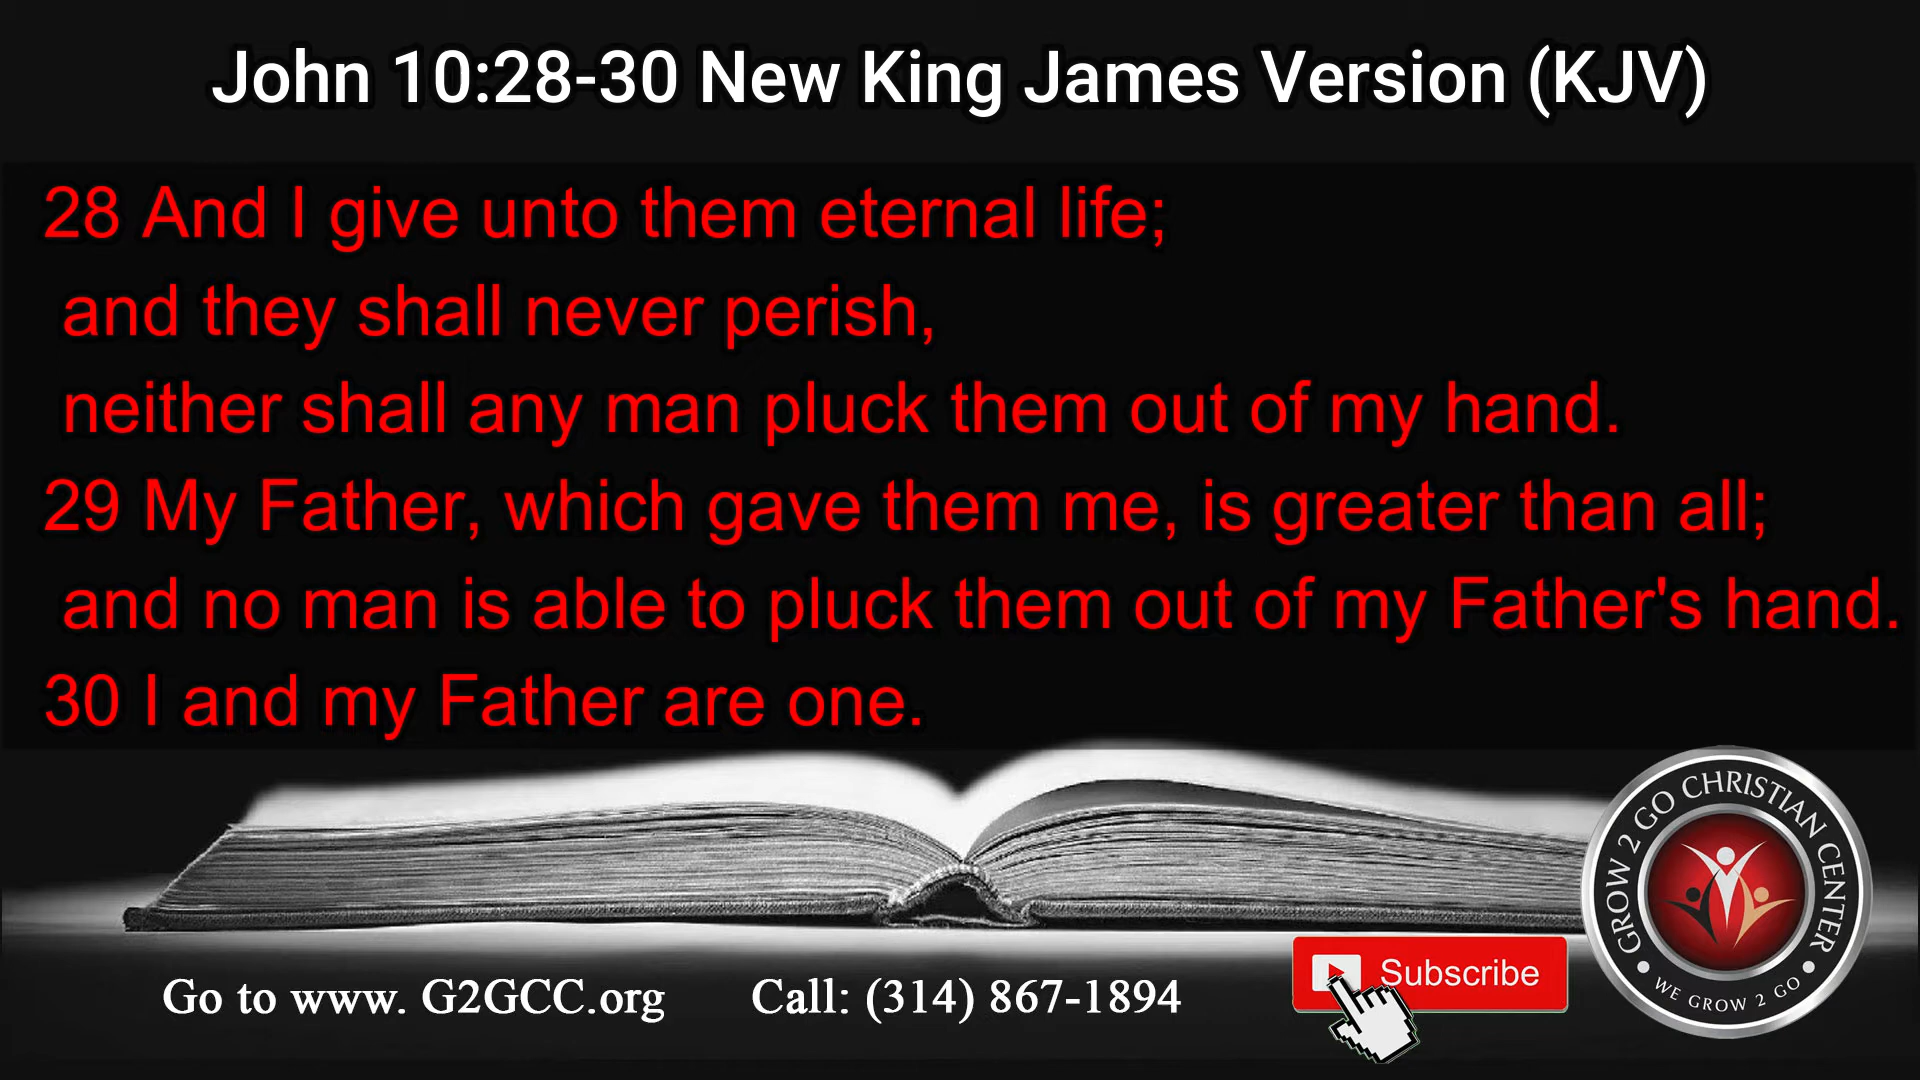 John 10:28-30 New King James Version (KJV)
28 And I give unto them eternal life;
and they shall never perish,
neither shall any man pluck them out of my hand.
29 My Father, which gave them me, is greater than all;
and no man is able to pluck them out of my Father's hand.
30 I and my Father are one.
GROW 2 GO CHRISTIAN CENTER
WE GROW 2 GO
Go to www. G2GCC.org
Call: (314) 867-1894
Subscribe